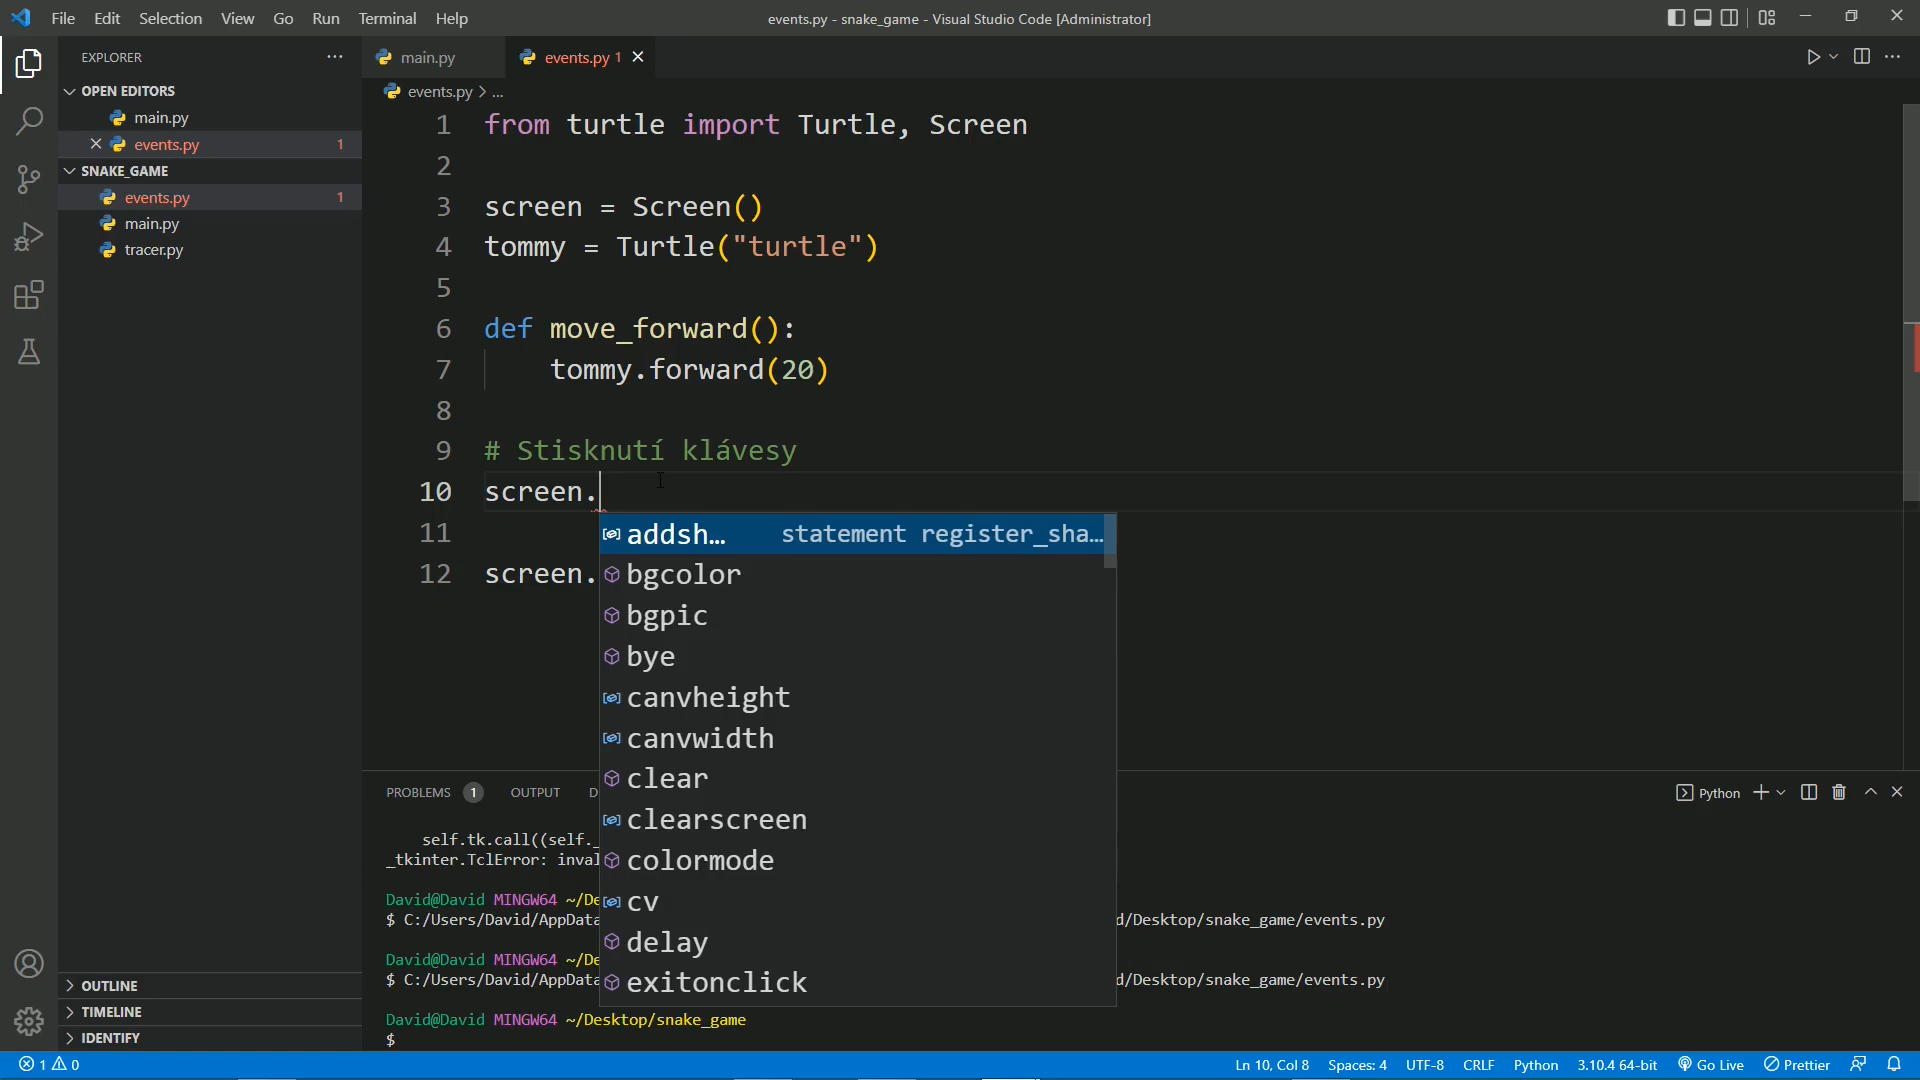 File Edit Selection View Go Run Terminal Help
events.py - snake_game - Visual Studio Code [Administrator]
EXPLORER
OPEN EDITORS
main.py
events.py 1
SNAKE_GAME
events.py 1
main.py
tracer.py
OUTLINE
TIMELINE
IDENTIFY
main.py
events.py 1
events.py > ...
1 from turtle import Turtle, Screen
2
3 screen = Screen()
4 tommy = Turtle("turtle")
5
6 def move_forward():
7 tommy.forward(20)
8
9 # Stisknutí klávesy
10 screen.
11
12 screen.
addsh... statement register_sha...
bgcolor
bgpic
bye
canvheight
canvwidth
clear
clearscreen
colormode
cv
delay
exitonclick
PROBLEMS 1 OUTPUT D
Python
self.tk.call((self._
_tkinter.TclError: inval
David@David MINGW64 ~/De
$ C:/Users/David/AppData d/Desktop/snake_game/events.py
David@David MINGW64 ~/De
$ C:/Users/David/AppData d/Desktop/snake_game/events.py
David@David MINGW64 ~/Desktop/snake_game
$
1 0
Ln 10, Col 8 Spaces: 4 UTF-8 CRLF Python 3.10.4 64-bit Go Live Prettier